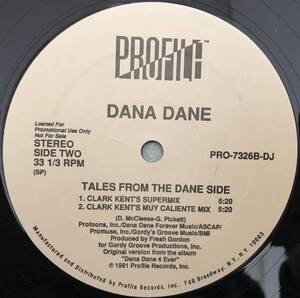 PROFILE™
DANA DANE
Loaned For
Promotional Use Only
Not For Sale
STEREO
SIDE TWO
33 1/3 RPM
(SP)
PRO-7326B-DJ
TALES FROM THE DANE SIDE
1. CLARK KENT'S SUPERMIX 5:20
2. CLARK KENT'S MUY CALIENTE MIX 5:20
(D. McCleese-G. Pickett)
Protoons, Inc./Dana Dane Forever Music/ASCAP/
Promuse, Inc./Gordy's Groove Music/BMI
Produced by Fresh Gordon
for Gordy Groove Productions, Inc.
Original version from the album
"Dana Dane 4 Ever"
© 1991 Profile Records, Inc.
Manufactured and Distributed by Profile Records, Inc., 740 Broadway, N.Y., N.Y. 10003